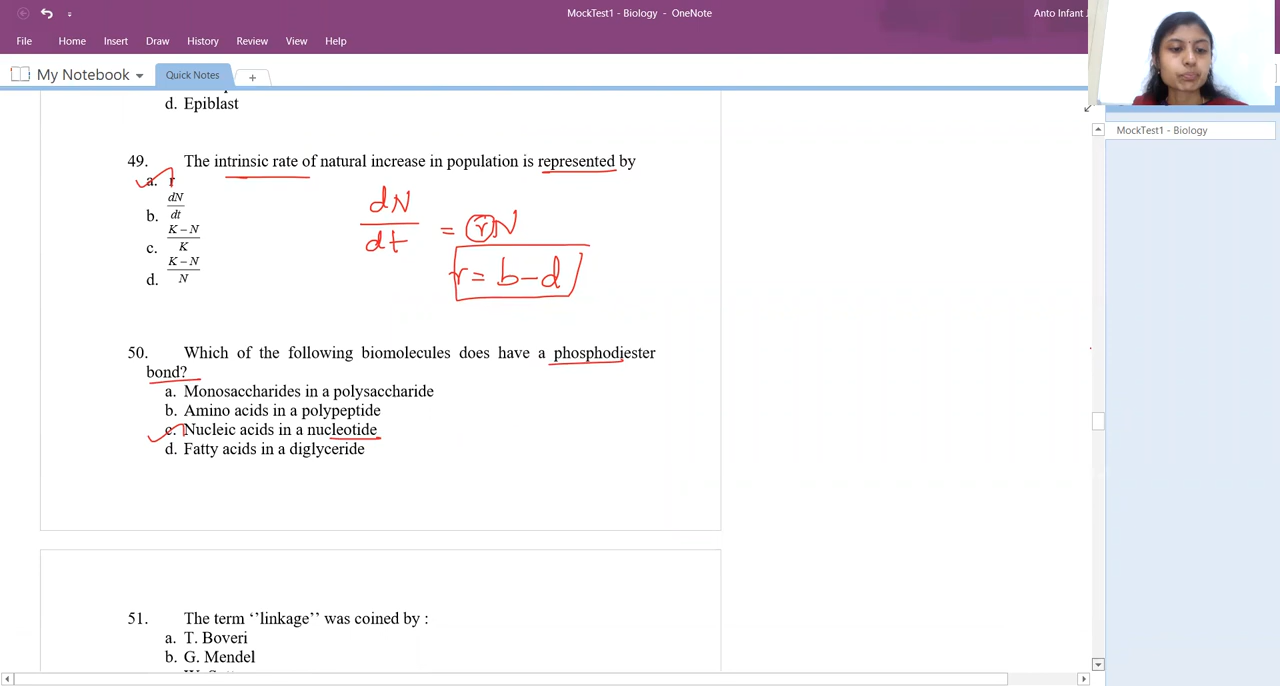 MockTest1 - Biology - OneNote
Anto Infant J
File Home Insert Draw History Review View Help
My Notebook Quick Notes +
MockTest1 - Biology
d. Epiblast
49. The intrinsic rate of natural increase in population is represented by
a. r
b. dN/dt
c. K – N/K
d. K – N/N
dN/dt = rN
r = b – d
50. Which of the following biomolecules does have a phosphodiester
bond?
a. Monosaccharides in a polysaccharide
b. Amino acids in a polypeptide
c. Nucleic acids in a nucleotide
d. Fatty acids in a diglyceride
51. The term ‘’linkage’’ was coined by :
a. T. Boveri
b. G. Mendel